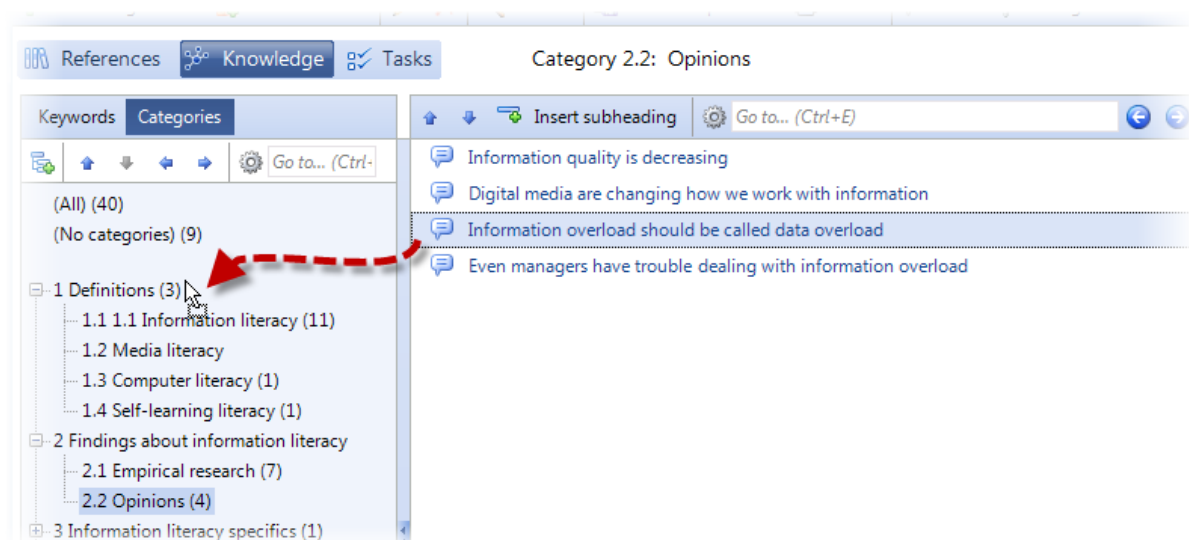 References Knowledge Tasks Category 2.2: Opinions
Keywords Categories
Insert subheading Go to... (Ctrl+E)
Go to... (Ctrl-
(All) (40)
(No categories) (9)
1 Definitions (3)
1.1 1.1 Information literacy (11)
1.2 Media literacy
1.3 Computer literacy (1)
1.4 Self-learning literacy (1)
2 Findings about information literacy
2.1 Empirical research (7)
2.2 Opinions (4)
3 Information literacy specifics (1)
Information quality is decreasing
Digital media are changing how we work with information
Information overload should be called data overload
Even managers have trouble dealing with information overload